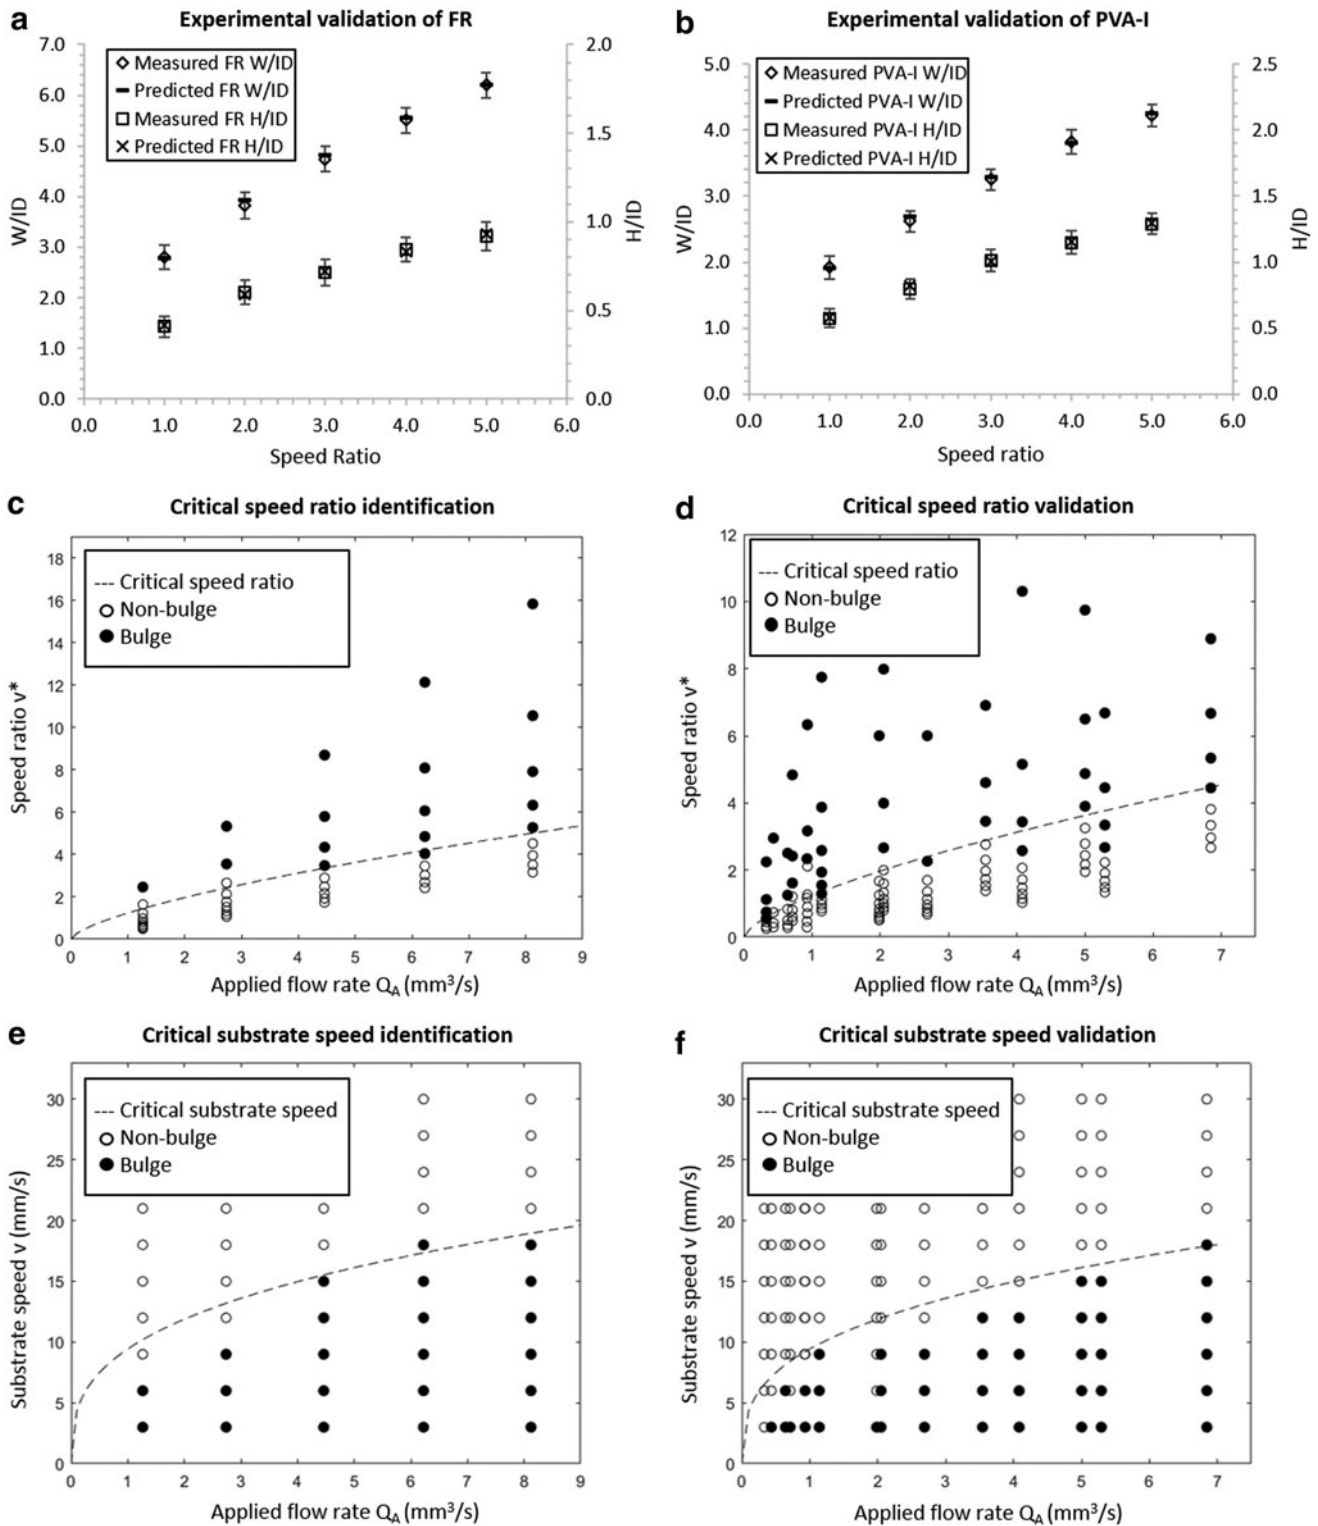 a
Experimental validation of FR
7.0
6.0
5.0
4.0
3.0
2.0
1.0
0.0
W/ID
Measured FR W/ID
Predicted FR W/ID
Measured FR H/ID
Predicted FR H/ID
2.0
1.5
1.0
0.5
0.0
H/ID
0.0 1.0 2.0 3.0 4.0 5.0 6.0
Speed Ratio
b
Experimental validation of PVA-I
5.0
4.0
3.0
2.0
1.0
0.0
W/ID
Measured PVA-I W/ID
Predicted PVA-I W/ID
Measured PVA-I H/ID
Predicted PVA-I H/ID
2.5
2.0
1.5
1.0
0.5
0.0
H/ID
0.0 1.0 2.0 3.0 4.0 5.0 6.0
Speed ratio
c
Critical speed ratio identification
18
16
14
12
10
8
6
4
2
0
Speed ratio v*
Critical speed ratio
Non-bulge
Bulge
0 1 2 3 4 5 6 7 8 9
Applied flow rate QA (mm³/s)
d
Critical speed ratio validation
12
10
8
6
4
2
0
Speed ratio v*
Critical speed ratio
Non-bulge
Bulge
0 1 2 3 4 5 6 7
Applied flow rate QA (mm³/s)
e
Critical substrate speed identification
30
25
20
15
10
5
0
Substrate speed v (mm/s)
Critical substrate speed
Non-bulge
Bulge
0 1 2 3 4 5 6 7 8 9
Applied flow rate QA (mm³/s)
f
Critical substrate speed validation
30
25
20
15
10
5
0
Substrate speed v (mm/s)
Critical substrate speed
Non-bulge
Bulge
0 1 2 3 4 5 6 7
Applied flow rate QA (mm³/s)